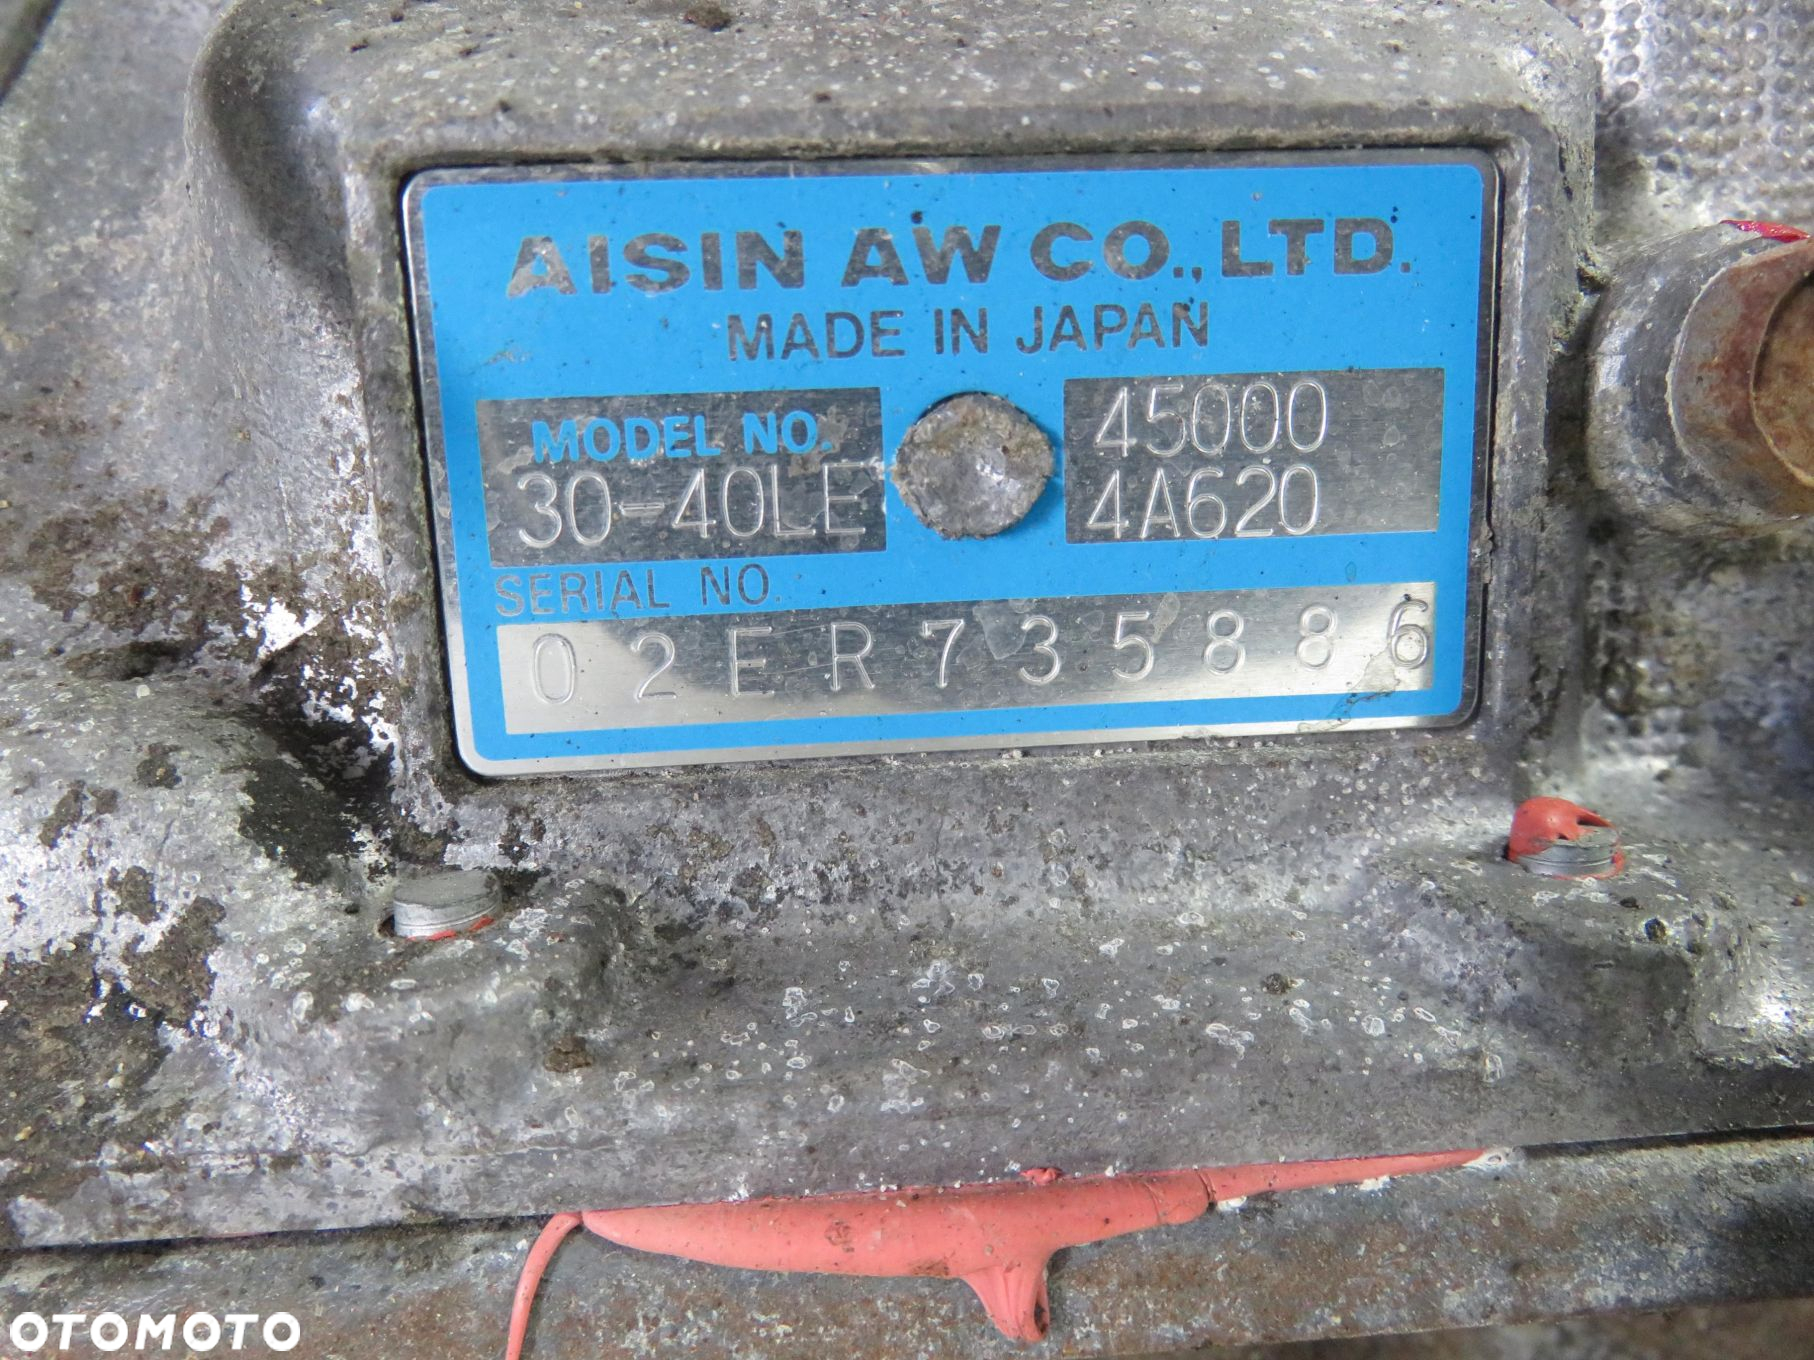 AISIN AW CO., LTD.
MADE IN JAPAN
MODEL NO.
30-40LE
45000
4A620
SERIAL NO.
02ER735886
OTOMOTO